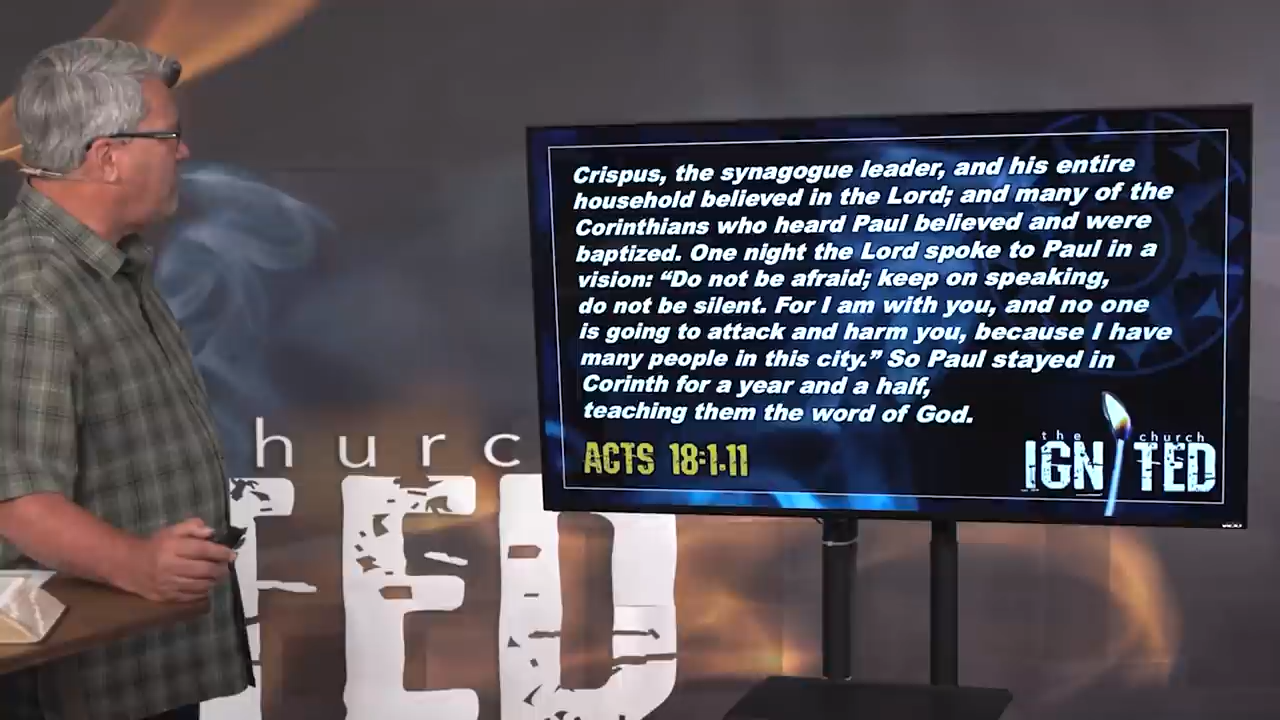 Crispus, the synagogue leader, and his entire
household believed in the Lord; and many of the
Corinthians who heard Paul believed and were
baptized. One night the Lord spoke to Paul in a
vision: “Do not be afraid; keep on speaking,
do not be silent. For I am with you, and no one
is going to attack and harm you, because I have
many people in this city.” So Paul stayed in
Corinth for a year and a half,
teaching them the word of God.
ACTS 18:1-11
the church
IGNITED
hurc
TED
VIZIO